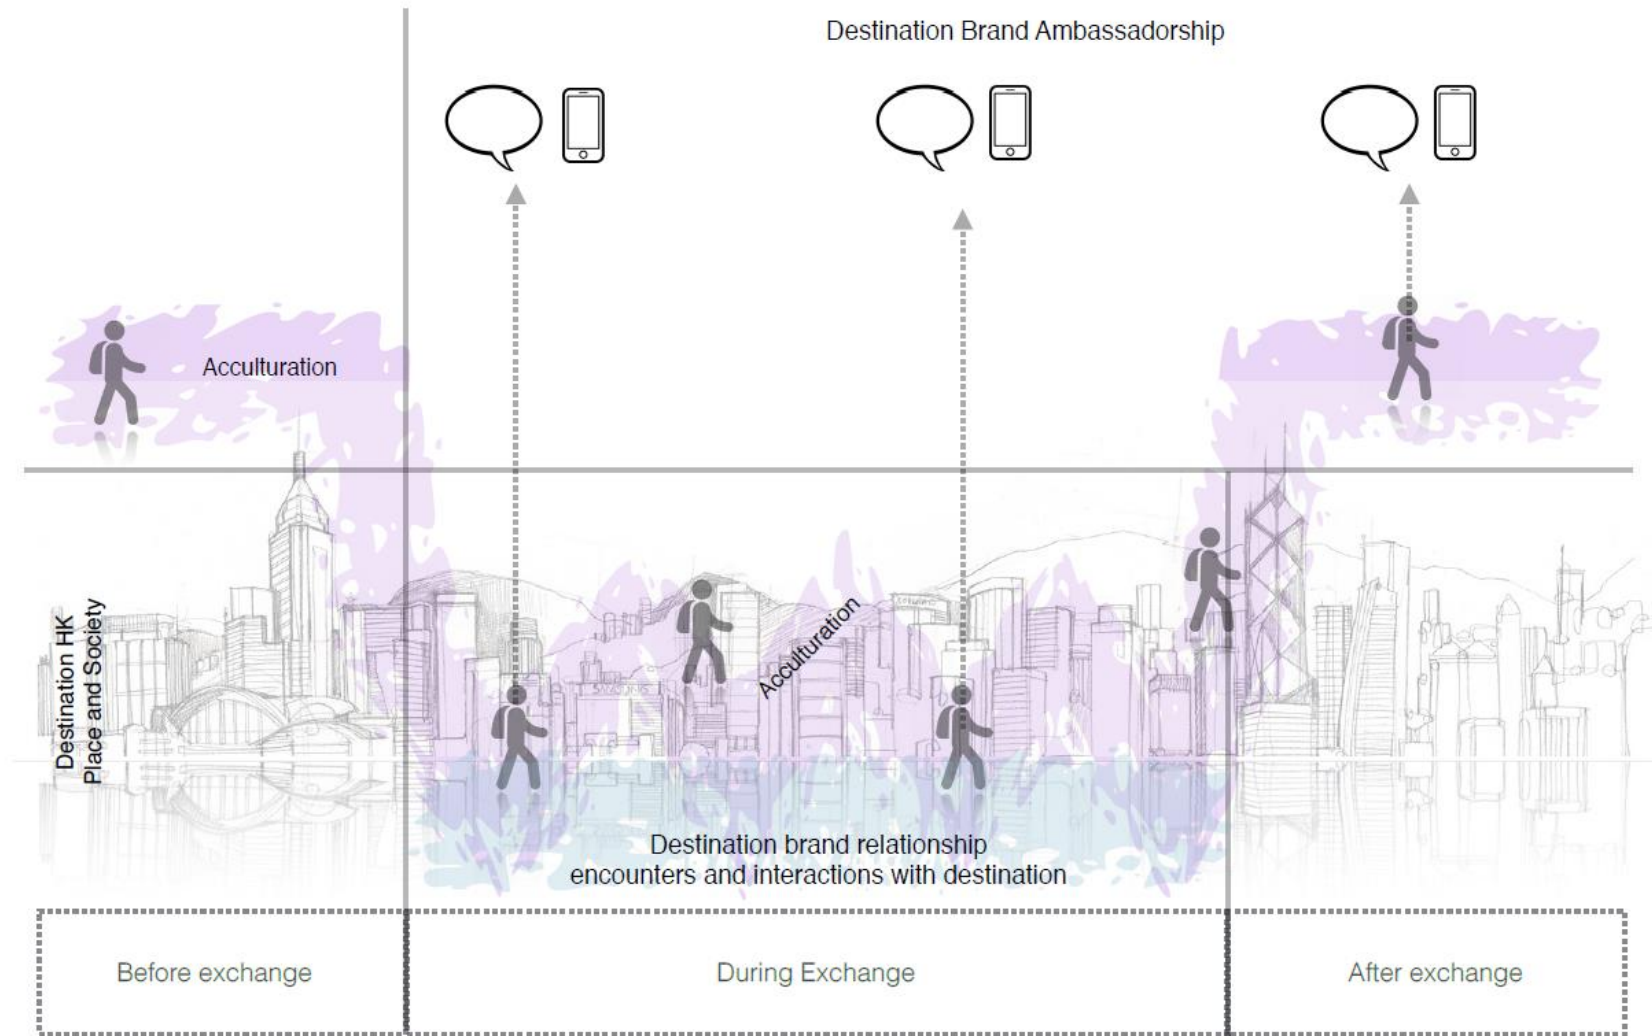 Destination Brand Ambassadorship
Acculturation
Destination HK
Place and Society
Acculturation
SAMSUNG
Destination brand relationship
encounters and interactions with destination
Before exchange
During Exchange
After exchange